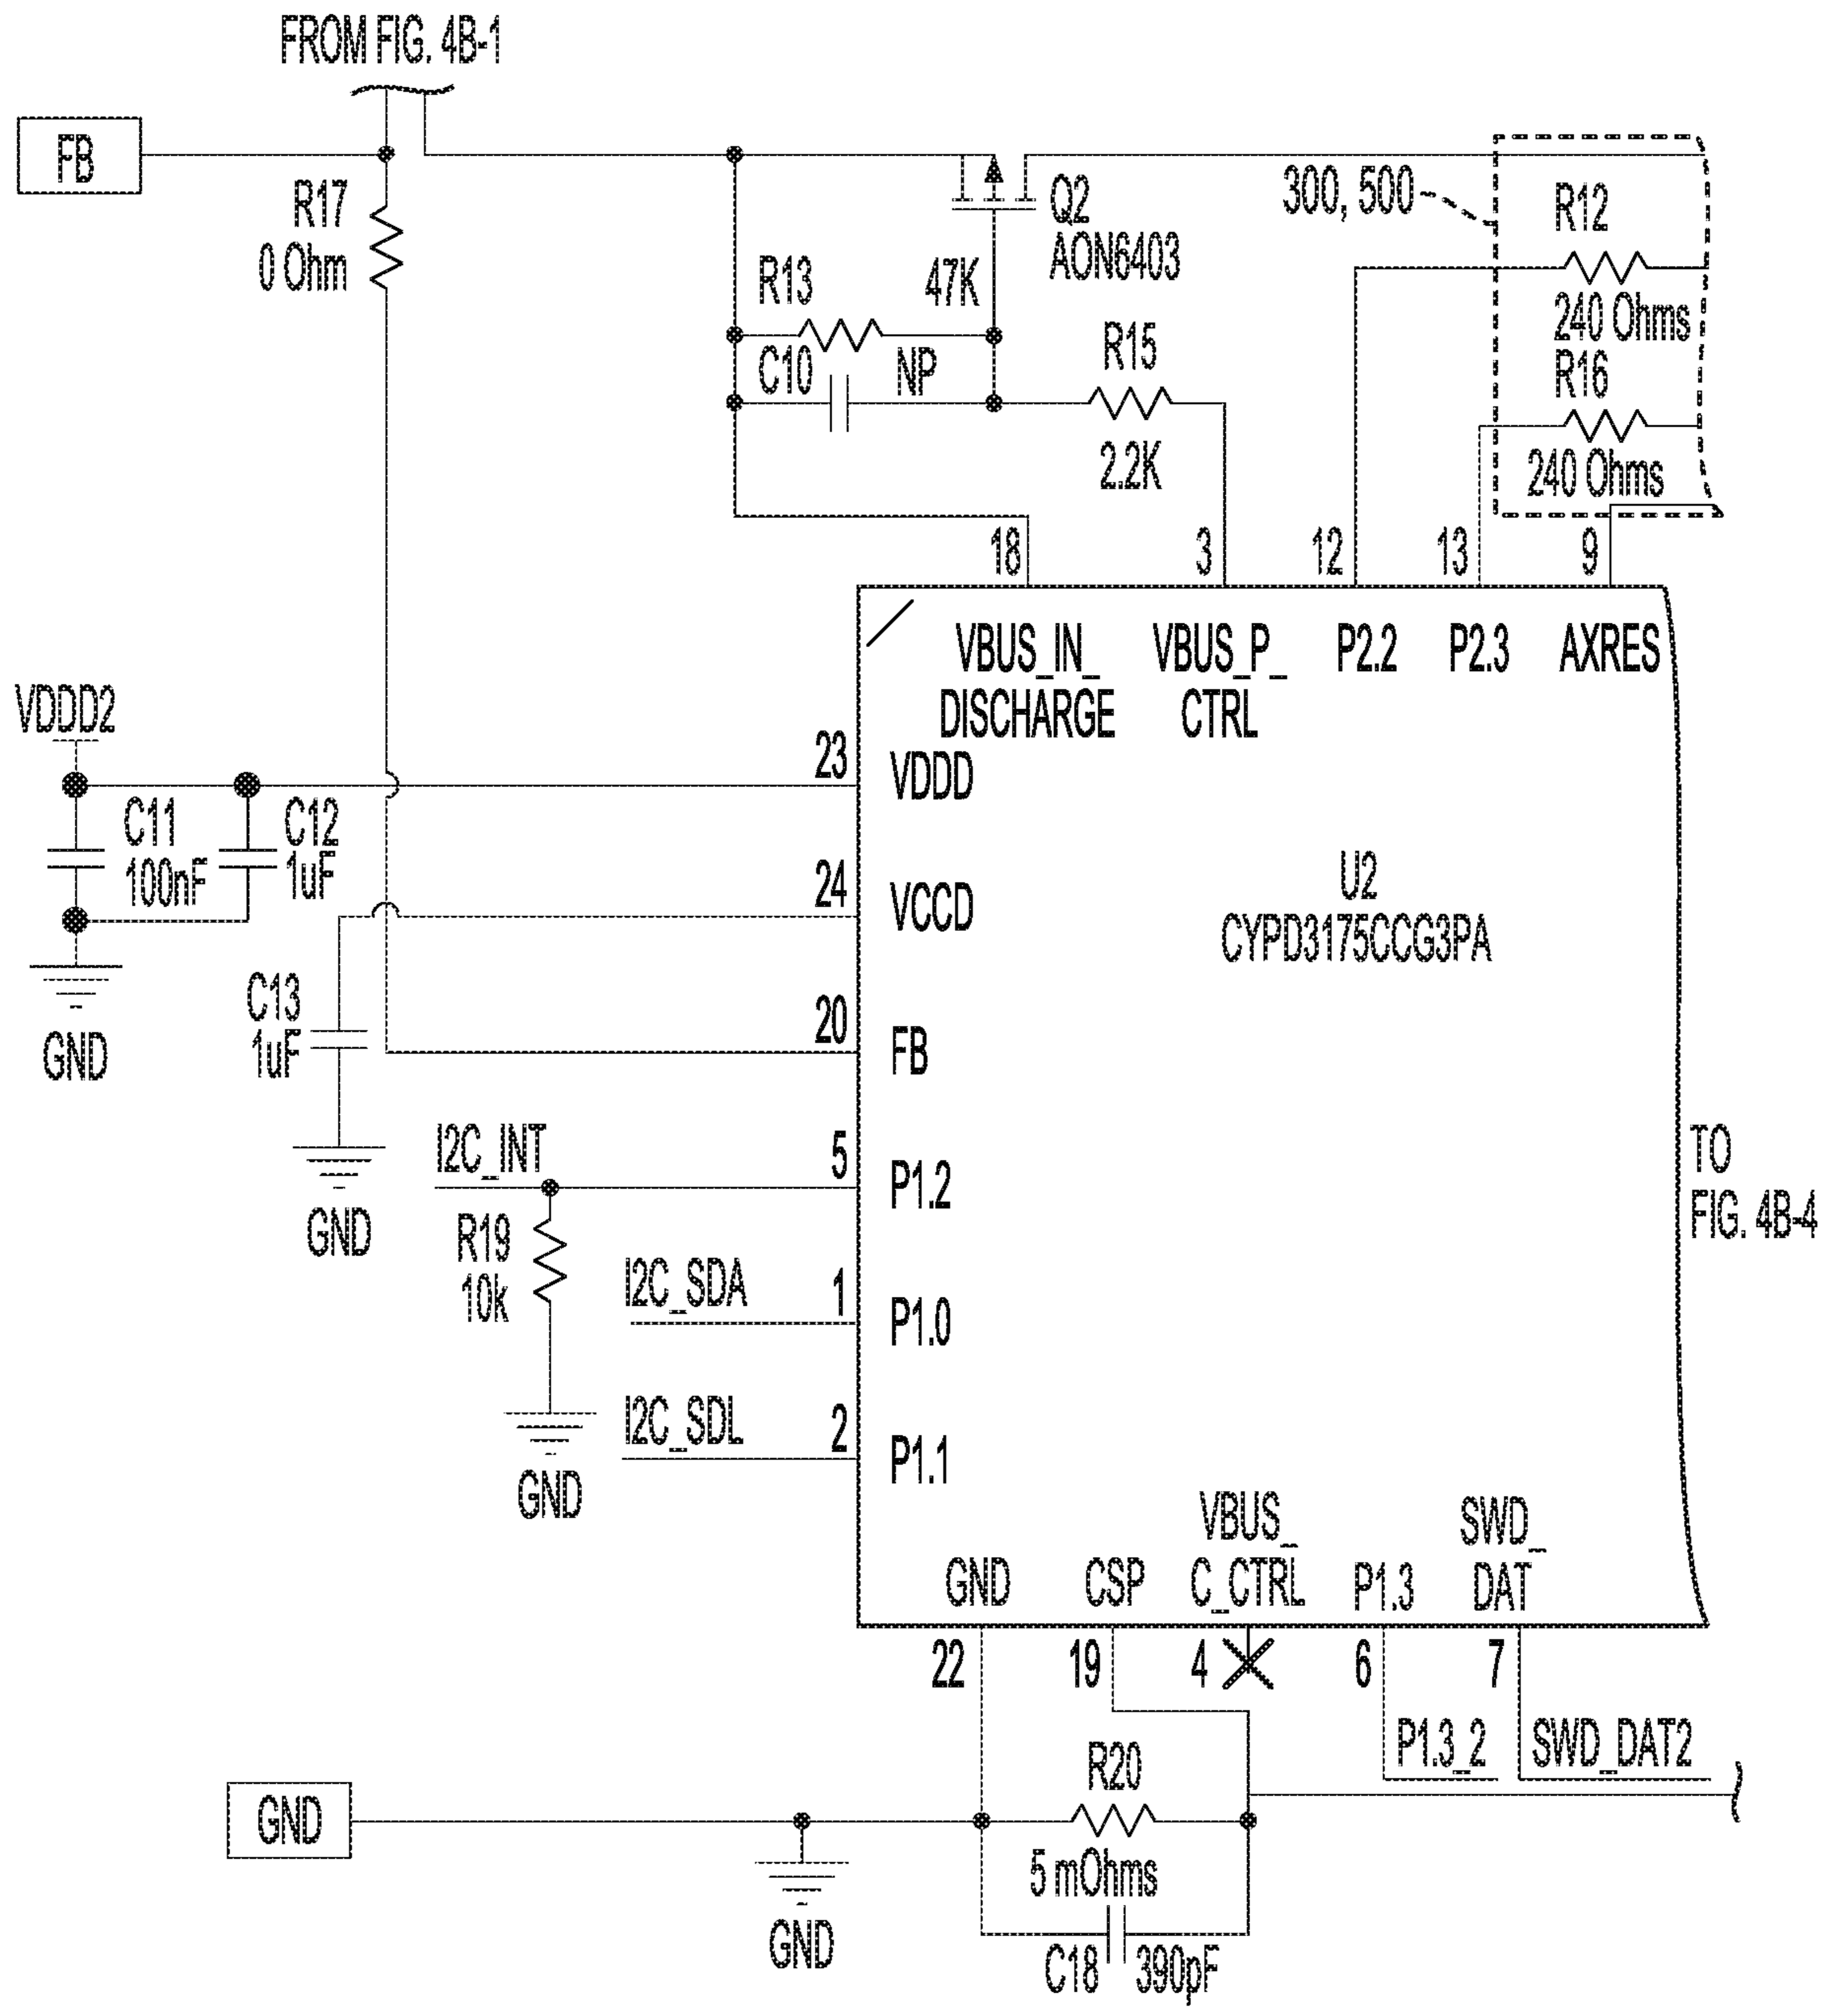 FROM FIG. 4B-1
FB
R17
0 Ohm
Q2
AON6403
300, 500
R12
240 Ohms
R13
47K
C10
NP
R15
2.2K
R16
240 Ohms
18
3
12
13
9
VBUS_IN_
DISCHARGE
VBUS_P_
CTRL
P2.2
P2.3
AXRES
VDDD2
23
VDDD
C11
100nF
C12
1uF
24
VCCD
U2
CYPD3175CCG3PA
GND
C13
1uF
20
FB
GND
I2C_INT
5
P1.2
R19
10k
TO
FIG. 4B-4
I2C_SDA
1
P1.0
I2C_SDL
2
P1.1
GND
GND
CSP
VBUS_
C_CTRL
P1.3
SWD_
DAT
22
19
4
6
7
P1.3_2
SWD_DAT2
GND
R20
5 mOhms
GND
C18
390pF